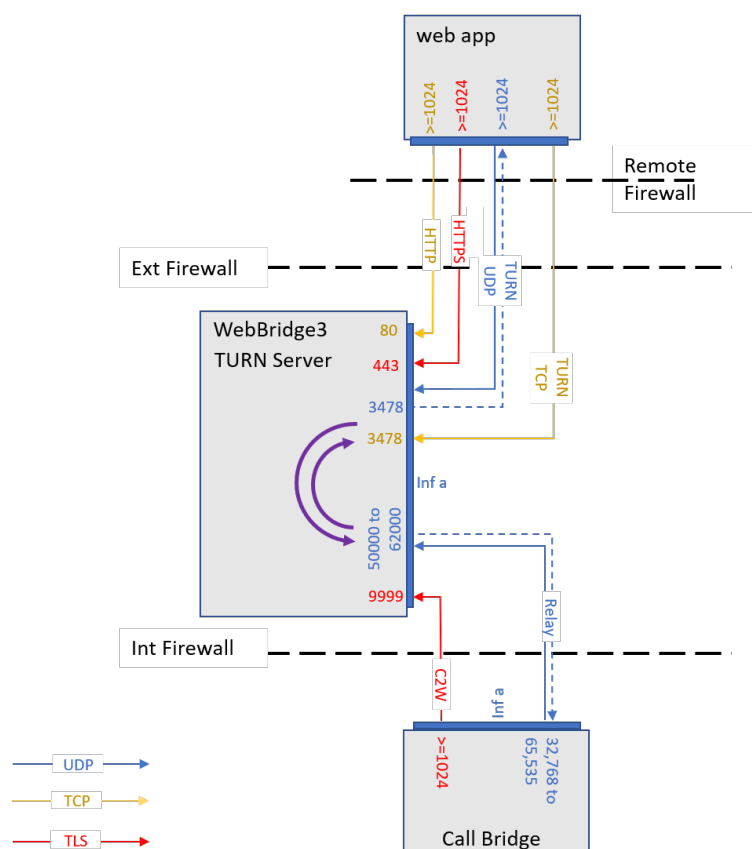 web app
>=1024
>=1024
>=1024
>=1024
Remote
Firewall
HTTP
HTTPS
TURN
UDP
Ext Firewall
WebBridge3
TURN Server
80
443
3478
3478
TURN
TCP
Inf a
50000 to
62000
9999
Relay
Int Firewall
C2W
Inf a
>=1024
32,768 to
65,535
Call Bridge
UDP
TCP
TLS